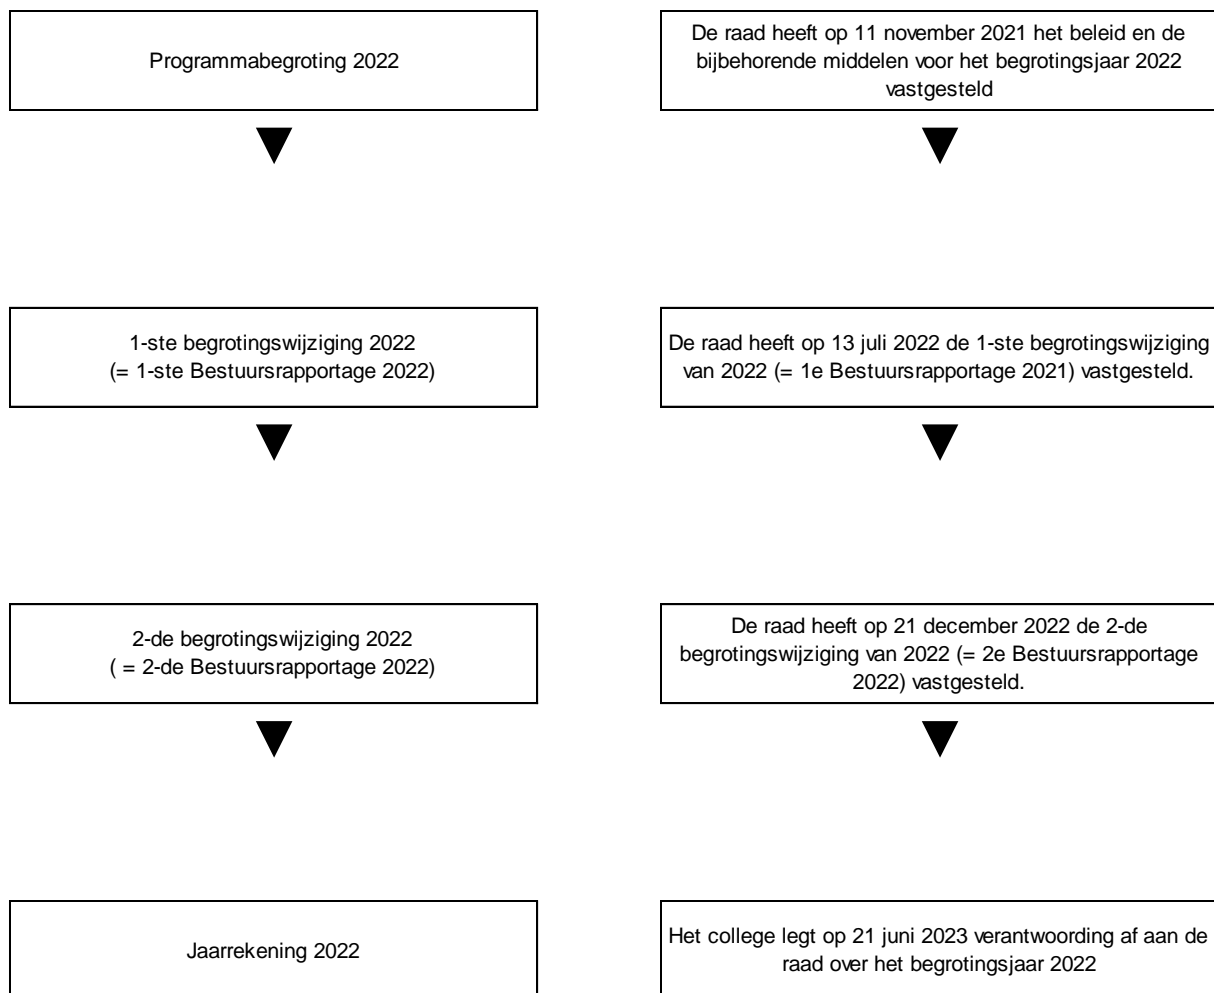 Programmabegroting 2022
De raad heeft op 11 november 2021 het beleid en de
bijbehorende middelen voor het begrotingsjaar 2022
vastgesteld
1-ste begrotingswijziging 2022
(= 1-ste Bestuursrapportage 2022)
De raad heeft op 13 juli 2022 de 1-ste begrotingswijziging
van 2022 (= 1e Bestuursrapportage 2021) vastgesteld.
2-de begrotingswijziging 2022
( = 2-de Bestuursrapportage 2022)
De raad heeft op 21 december 2022 de 2-de
begrotingswijziging van 2022 (= 2e Bestuursrapportage
2022) vastgesteld.
Jaarrekening 2022
Het college legt op 21 juni 2023 verantwoording af aan de
raad over het begrotingsjaar 2022